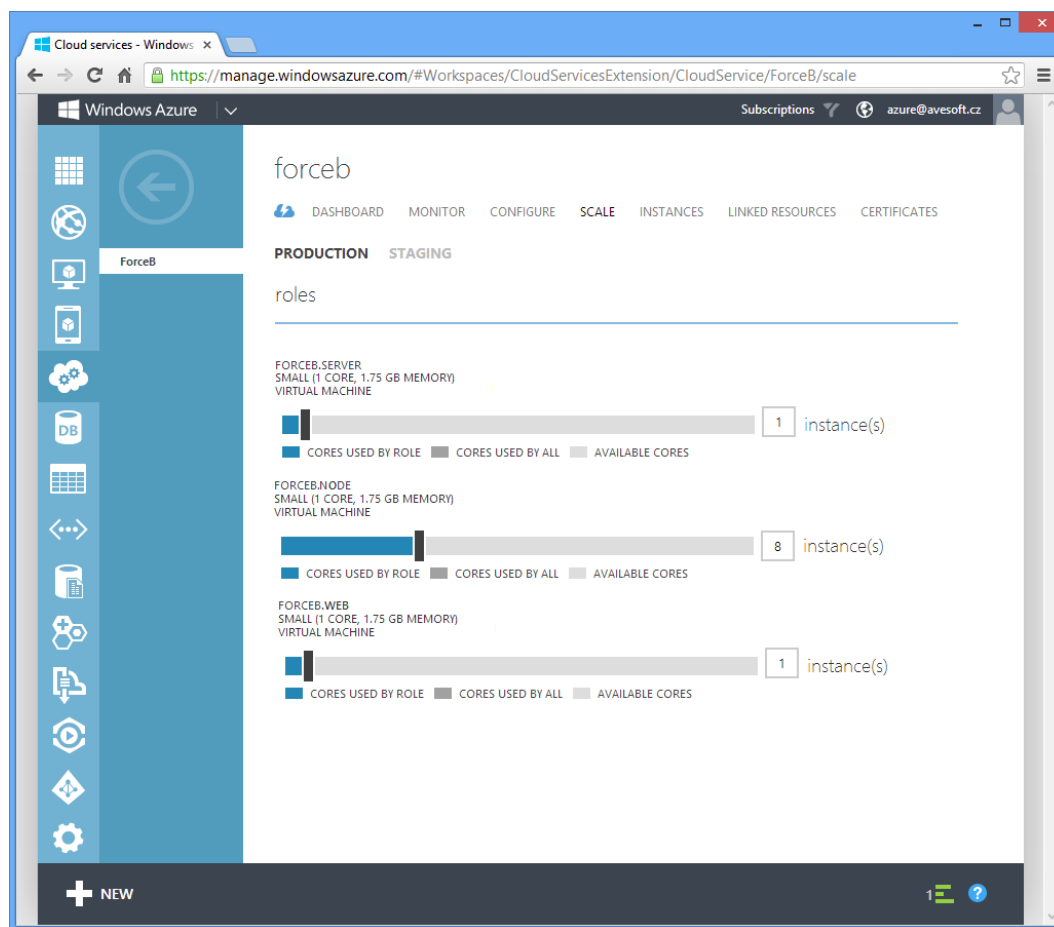 Cloud services - Windows
https://manage.windowsazure.com/#Workspaces/CloudServicesExtension/CloudService/ForceB/scale
Windows Azure
Subscriptions azure@avesoft.cz
forceb
DASHBOARD MONITOR CONFIGURE SCALE INSTANCES LINKED RESOURCES CERTIFICATES
ForceB
PRODUCTION STAGING
roles
FORCEB.SERVER
SMALL (1 CORE, 1.75 GB MEMORY)
VIRTUAL MACHINE
1 instance(s)
CORES USED BY ROLE CORES USED BY ALL AVAILABLE CORES
DB
FORCEB.NODE
SMALL (1 CORE, 1.75 GB MEMORY)
VIRTUAL MACHINE
8 instance(s)
CORES USED BY ROLE CORES USED BY ALL AVAILABLE CORES
FORCEB.WEB
SMALL (1 CORE, 1.75 GB MEMORY)
VIRTUAL MACHINE
1 instance(s)
CORES USED BY ROLE CORES USED BY ALL AVAILABLE CORES
NEW
1 ?